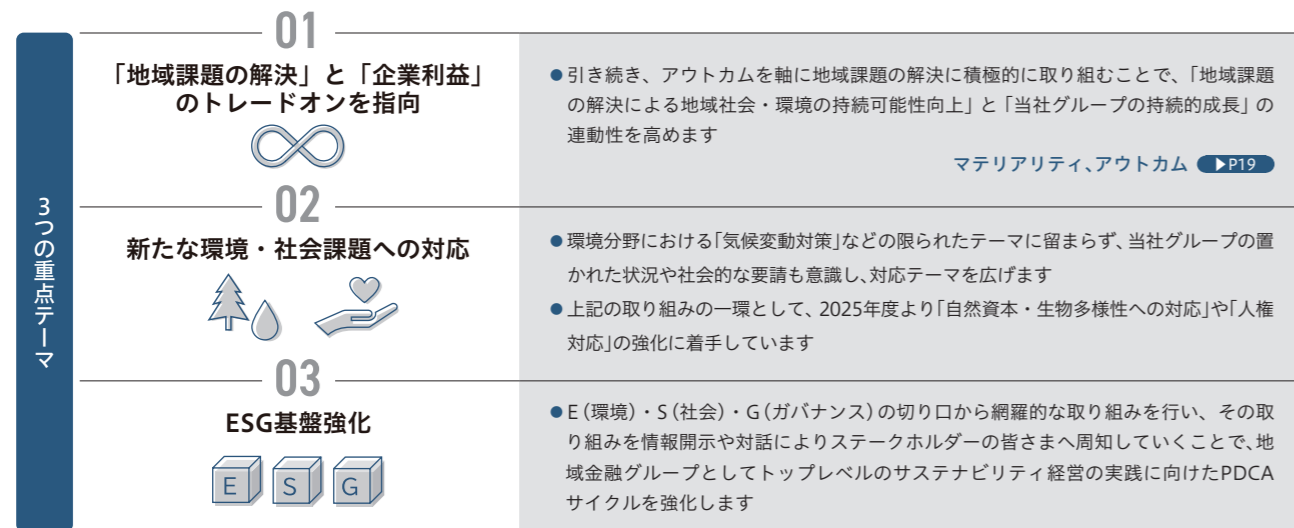 3つの重点テーマ
01
「地域課題の解決」と「企業利益」
のトレードオンを指向
●引き続き、アウトカムを軸に地域課題の解決に積極的に取り組むことで、「地域課題
の解決による地域社会・環境の持続可能性向上」と「当社グループの持続的成長」の
連動性を高めます
マテリアリティ、アウトカム ▶P19
02
新たな環境・社会課題への対応
●環境分野における「気候変動対策」などの限られたテーマに留まらず、当社グループの置
かれた状況や社会的な要請も意識し、対応テーマを広げます
●上記の取り組みの一環として、2025年度より「自然資本・生物多様性への対応」や「人権
対応」の強化に着手しています
03
ESG基盤強化
E S G
●E(環境)・S(社会)・G(ガバナンス)の切り口から網羅的な取り組みを行い、その取
り組みを情報開示や対話によりステークホルダーの皆さまへ周知していくことで、地
域金融グループとしてトップレベルのサステナビリティ経営の実践に向けたPDCA
サイクルを強化します